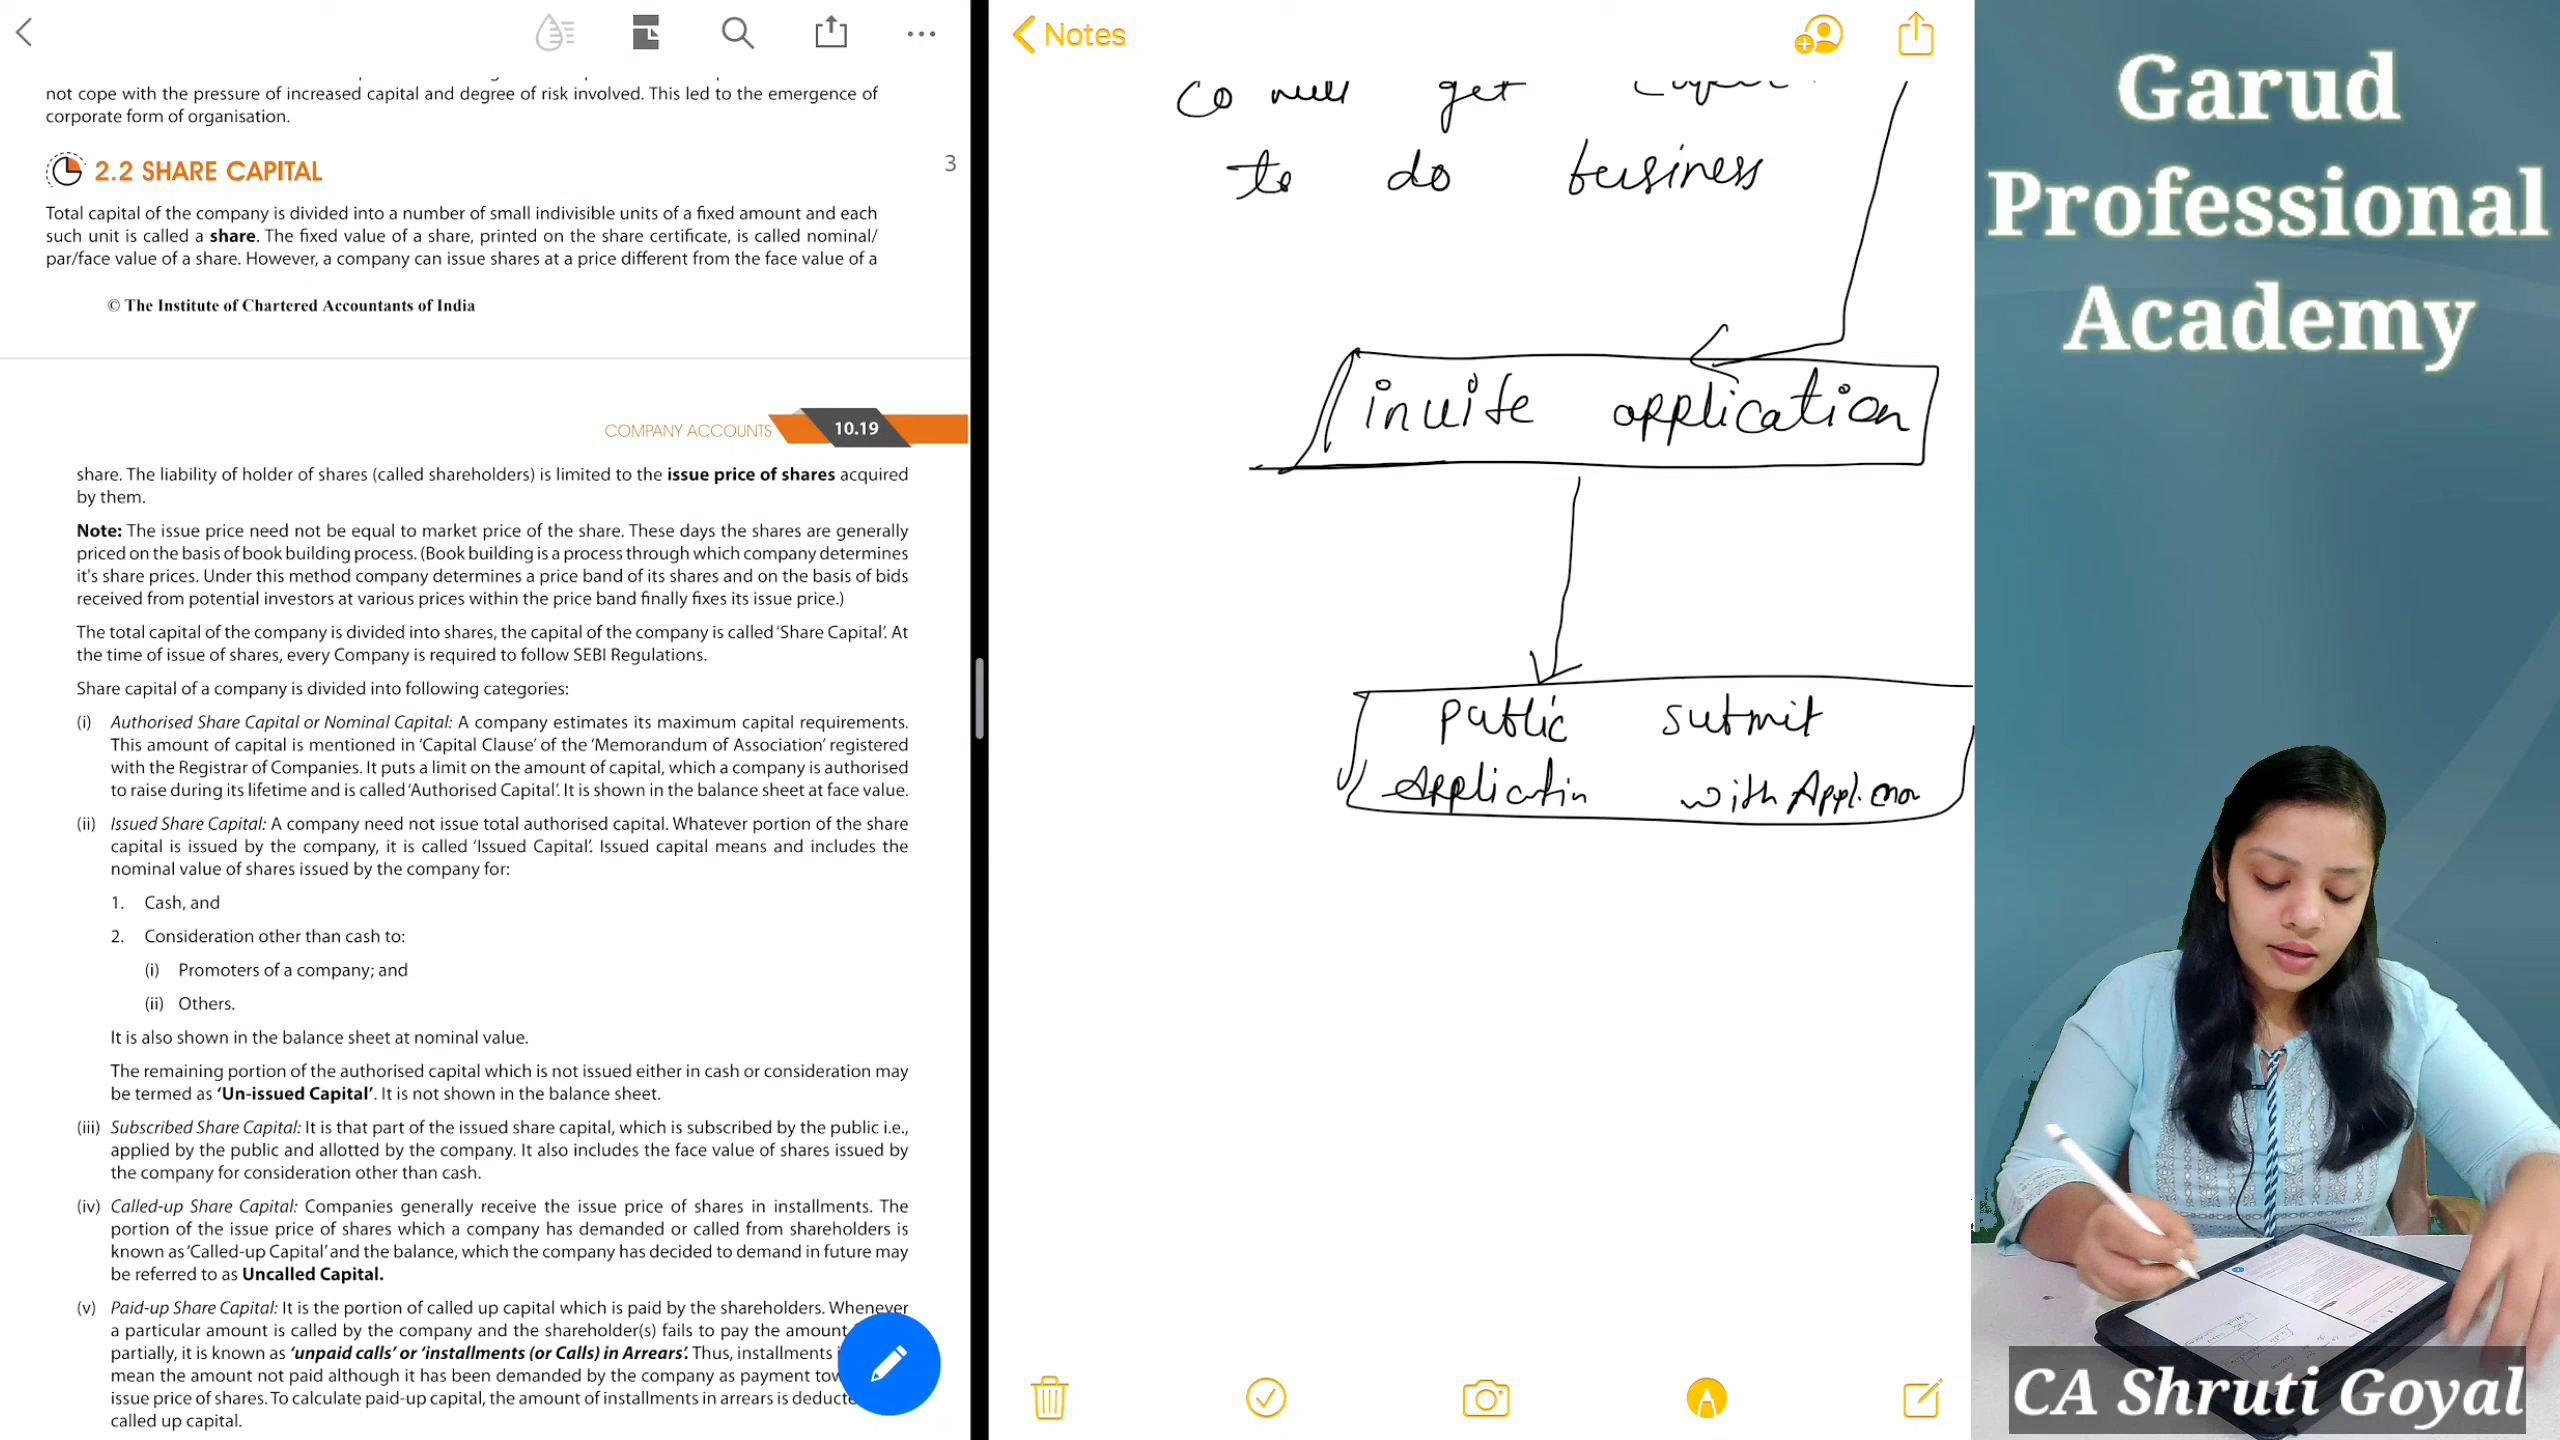 not cope with the pressure of increased capital and degree of risk involved. This led to the emergence of
corporate form of organisation.
2.2 SHARE CAPITAL
3
Total capital of the company is divided into a number of small indivisible units of a fixed amount and each
such unit is called a share. The fixed value of a share, printed on the share certificate, is called nominal/
par/face value of a share. However, a company can issue shares at a price different from the face value of a
© The Institute of Chartered Accountants of India
COMPANY ACCOUNTS 10.19
share. The liability of holder of shares (called shareholders) is limited to the issue price of shares acquired
by them.
Note: The issue price need not be equal to market price of the share. These days the shares are generally
priced on the basis of book building process. (Book building is a process through which company determines
it's share prices. Under this method company determines a price band of its shares and on the basis of bids
received from potential investors at various prices within the price band finally fixes its issue price.)
The total capital of the company is divided into shares, the capital of the company is called 'Share Capital'. At
the time of issue of shares, every Company is required to follow SEBI Regulations.
Share capital of a company is divided into following categories:
(i) Authorised Share Capital or Nominal Capital: A company estimates its maximum capital requirements.
This amount of capital is mentioned in 'Capital Clause' of the 'Memorandum of Association' registered
with the Registrar of Companies. It puts a limit on the amount of capital, which a company is authorised
to raise during its lifetime and is called 'Authorised Capital'. It is shown in the balance sheet at face value.
(ii) Issued Share Capital: A company need not issue total authorised capital. Whatever portion of the share
capital is issued by the company, it is called 'Issued Capital'. Issued capital means and includes the
nominal value of shares issued by the company for:
1. Cash, and
2. Consideration other than cash to:
(i) Promoters of a company; and
(ii) Others.
It is also shown in the balance sheet at nominal value.
The remaining portion of the authorised capital which is not issued either in cash or consideration may
be termed as 'Un-issued Capital'. It is not shown in the balance sheet.
(iii) Subscribed Share Capital: It is that part of the issued share capital, which is subscribed by the public i.e.,
applied by the public and allotted by the company. It also includes the face value of shares issued by
the company for consideration other than cash.
(iv) Called-up Share Capital: Companies generally receive the issue price of shares in installments. The
portion of the issue price of shares which a company has demanded or called from shareholders is
known as 'Called-up Capital' and the balance, which the company has decided to demand in future may
be referred to as Uncalled Capital.
(v) Paid-up Share Capital: It is the portion of called up capital which is paid by the shareholders. Whenever
a particular amount is called by the company and the shareholder(s) fails to pay the amount
partially, it is known as 'unpaid calls' or 'installments (or Calls) in Arrears'. Thus, installments
mean the amount not paid although it has been demanded by the company as payment
issue price of shares. To calculate paid-up capital, the amount of installments in arrears is
called up capital.
Notes
Co will get
to do business
invite application
public submit
Application with Appl.
Garud
Professional
Academy
CA Shruti Goyal